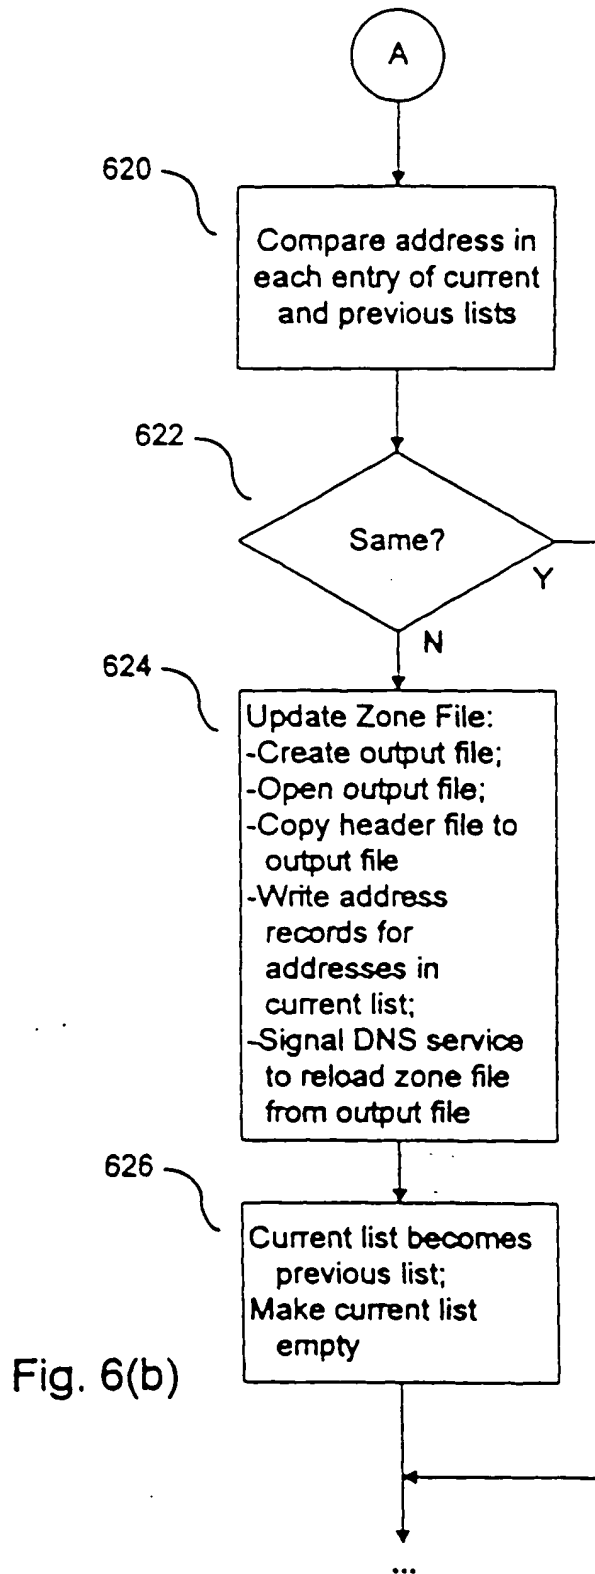 A
620
Compare address in
each entry of current
and previous lists
622
Same?
Y
N
624
Update Zone File:
-Create output file;
-Open output file;
-Copy header file to
output file
-Write address
records for
addresses in
current list;
-Signal DNS service
to reload zone file
from output file
626
Current list becomes
previous list;
Make current list
empty
Fig. 6(b)
...